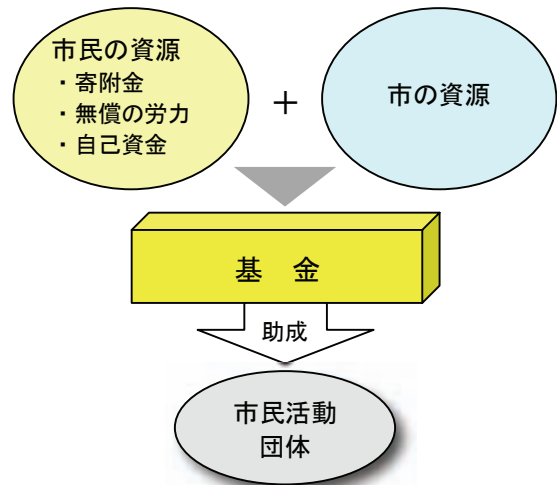 市民の資源
・寄附金
・無償の労力
・自己資金
＋
市の資源
基　金
助成
市民活動
団体